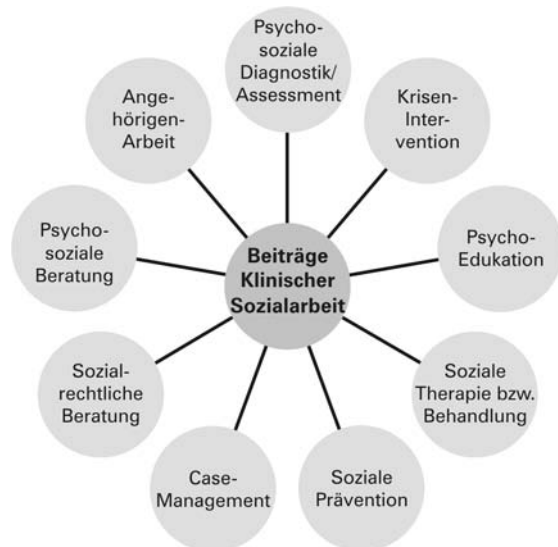 Psycho-
soziale
Diagnostik/
Assessment
Krisen-
Inter-
vention
Psycho-
Edukation
Soziale
Therapie bzw.
Behandlung
Soziale
Prävention
Case-
Management
Sozial-
rechtliche
Beratung
Psycho-
soziale
Beratung
Ange-
hörigen-
Arbeit
Beiträge
Klinischer
Sozialarbeit